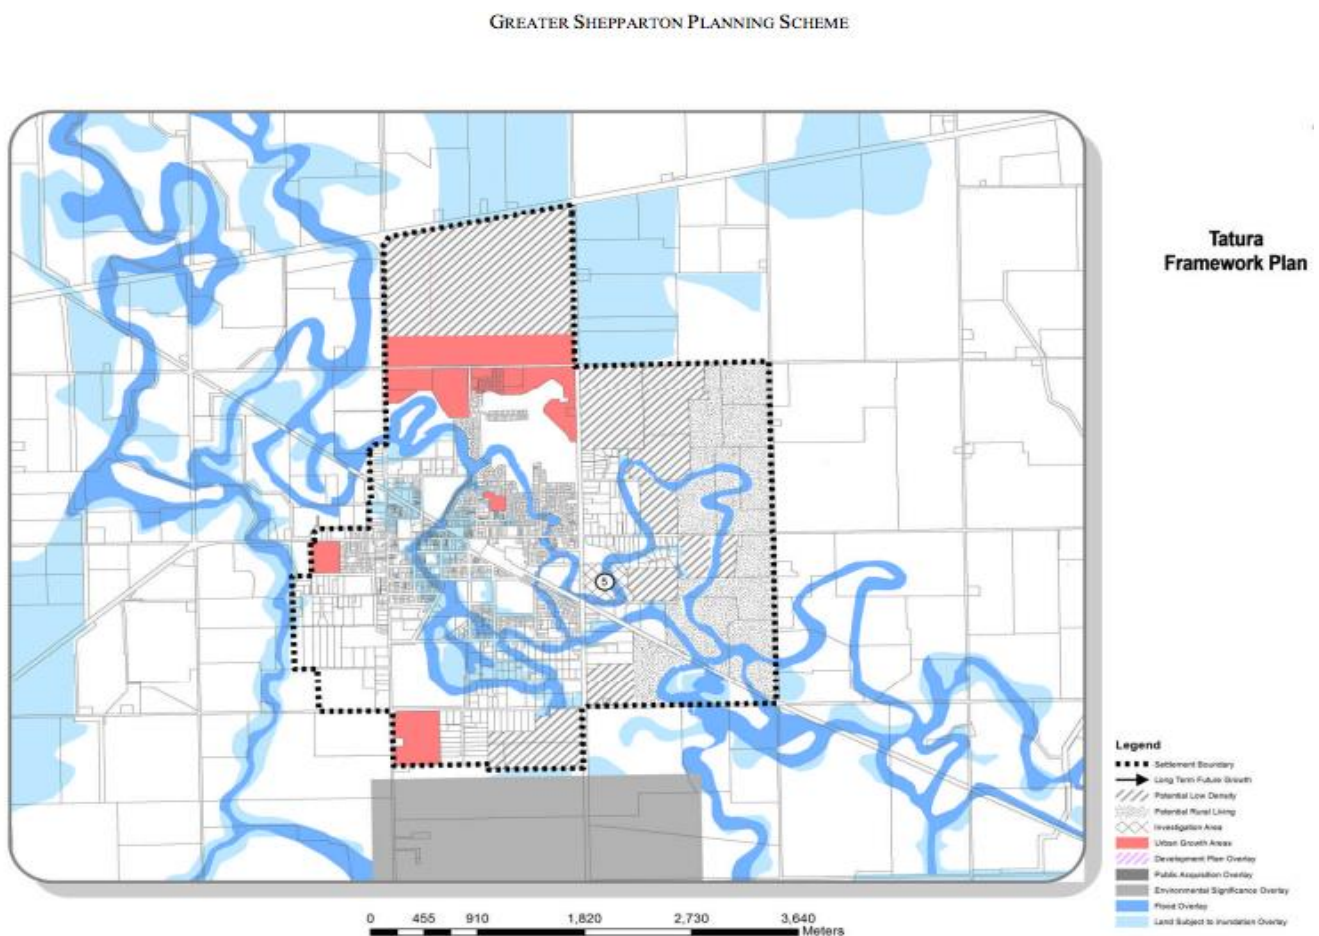 GREATER SHEPPARTON PLANNING SCHEME
Tatura
Framework Plan
5
Legend
Settlement Boundary
Long Term Future Growth
Potential Low Density
Potential Rural Living
Investigation Area
Urban Growth Areas
Development Plan Overlay
Public Acquisition Overlay
Environmental Significance Overlay
Flood Overlay
Land Subject to Inundation Overlay
0 455 910 1,820 2,730 3,640
Meters